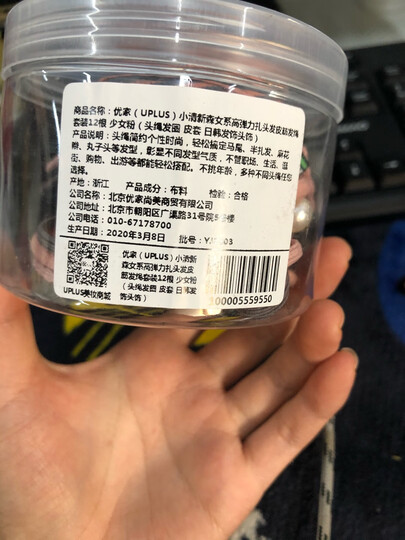 商品名称：优家（UPLUS）小清新森女系高弹力扎头发皮筋发绳
套装12根 少女粉（头绳发圈 皮套 日韩发饰头饰）
产品说明：头绳简约个性时尚，轻松搞定马尾、半扎发、麻花
辫、丸子头等发型，彰显不同发型气质，不管职场、生活、逛
街、购物、出游等都能轻松搭配。不挑年龄，多种不同头绳任您
选择。
产地：浙江 产品成分：布料 检验：合格
公司名称：北京优家尚美商贸有限公司
公司地址：北京市朝阳区广渠路31号院5号楼
公司电话：010-67178700
生产日期：2020年3月8日 批号：
优家（UPLUS）小清新
森女系高弹力扎头发皮
筋发绳套装12根 少女粉
（头绳发圈 皮套 日韩发
饰头饰）
UPLUS美妆商城
100005559550